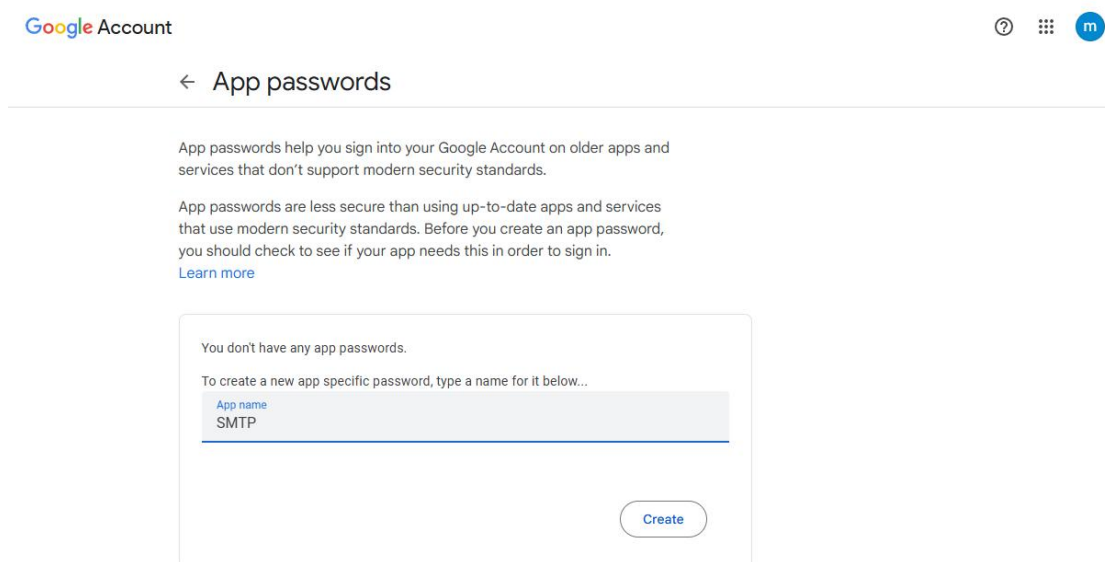 Google Account
m
App passwords
App passwords help you sign into your Google Account on older apps and
services that don’t support modern security standards.
App passwords are less secure than using up-to-date apps and services
that use modern security standards. Before you create an app password,
you should check to see if your app needs this in order to sign in.
Learn more
You don't have any app passwords.
To create a new app specific password, type a name for it below...
App name
SMTP
Create